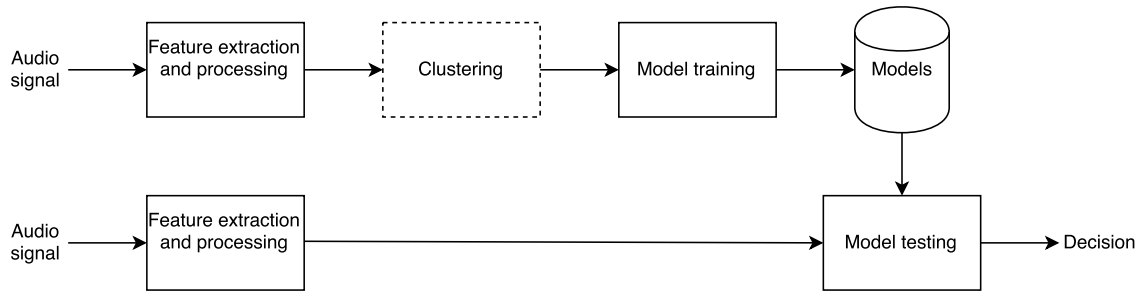 Audio
signal
Feature extraction
and processing
Clustering
Model training
Models
Audio
signal
Feature extraction
and processing
Model testing
Decision